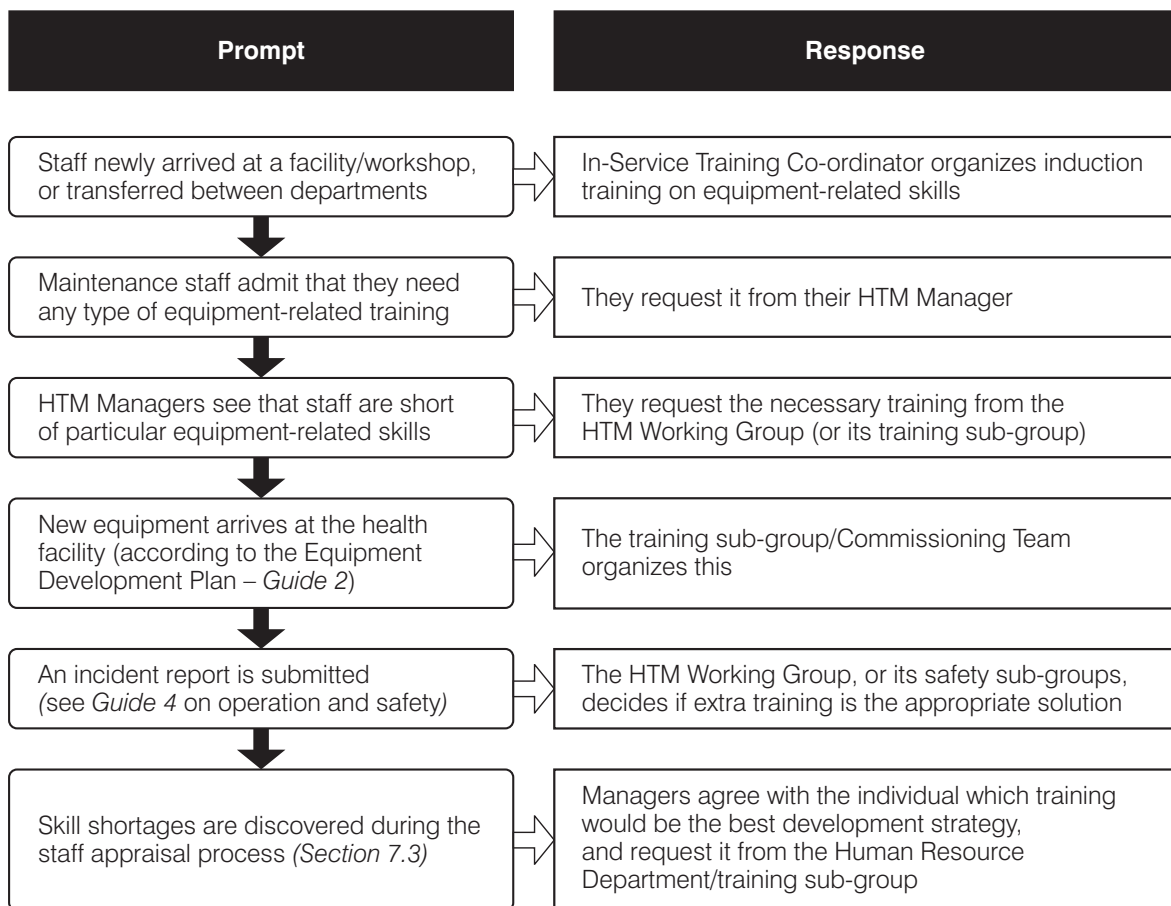 Prompt
Response
Staff newly arrived at a facility/workshop,
or transferred between departments
In-Service Training Co-ordinator organizes induction
training on equipment-related skills
Maintenance staff admit that they need
any type of equipment-related training
They request it from their HTM Manager
HTM Managers see that staff are short
of particular equipment-related skills
They request the necessary training from the
HTM Working Group (or its training sub-group)
New equipment arrives at the health
facility (according to the Equipment
Development Plan – Guide 2)
The training sub-group/Commissioning Team
organizes this
An incident report is submitted
(see Guide 4 on operation and safety)
The HTM Working Group, or its safety sub-groups,
decides if extra training is the appropriate solution
Skill shortages are discovered during the
staff appraisal process (Section 7.3)
Managers agree with the individual which training
would be the best development strategy,
and request it from the Human Resource
Department/training sub-group